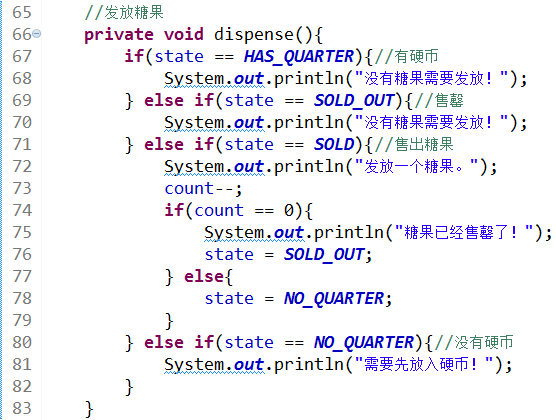 65 //发放糖果
66 private void dispense(){
67 if(state == HAS_QUARTER){//有硬币
68 System.out.println("没有糖果需要发放！");
69 } else if(state == SOLD_OUT){//售罄
70 System.out.println("没有糖果需要发放！");
71 } else if(state == SOLD){//售出糖果
72 System.out.println("发放一个糖果。");
73 count--;
74 if(count == 0){
75 System.out.println("糖果已经售罄了！");
76 state = SOLD_OUT;
77 } else{
78 state = NO_QUARTER;
79 }
80 } else if(state == NO_QUARTER){//没有硬币
81 System.out.println("需要先放入硬币！");
82 }
83 }